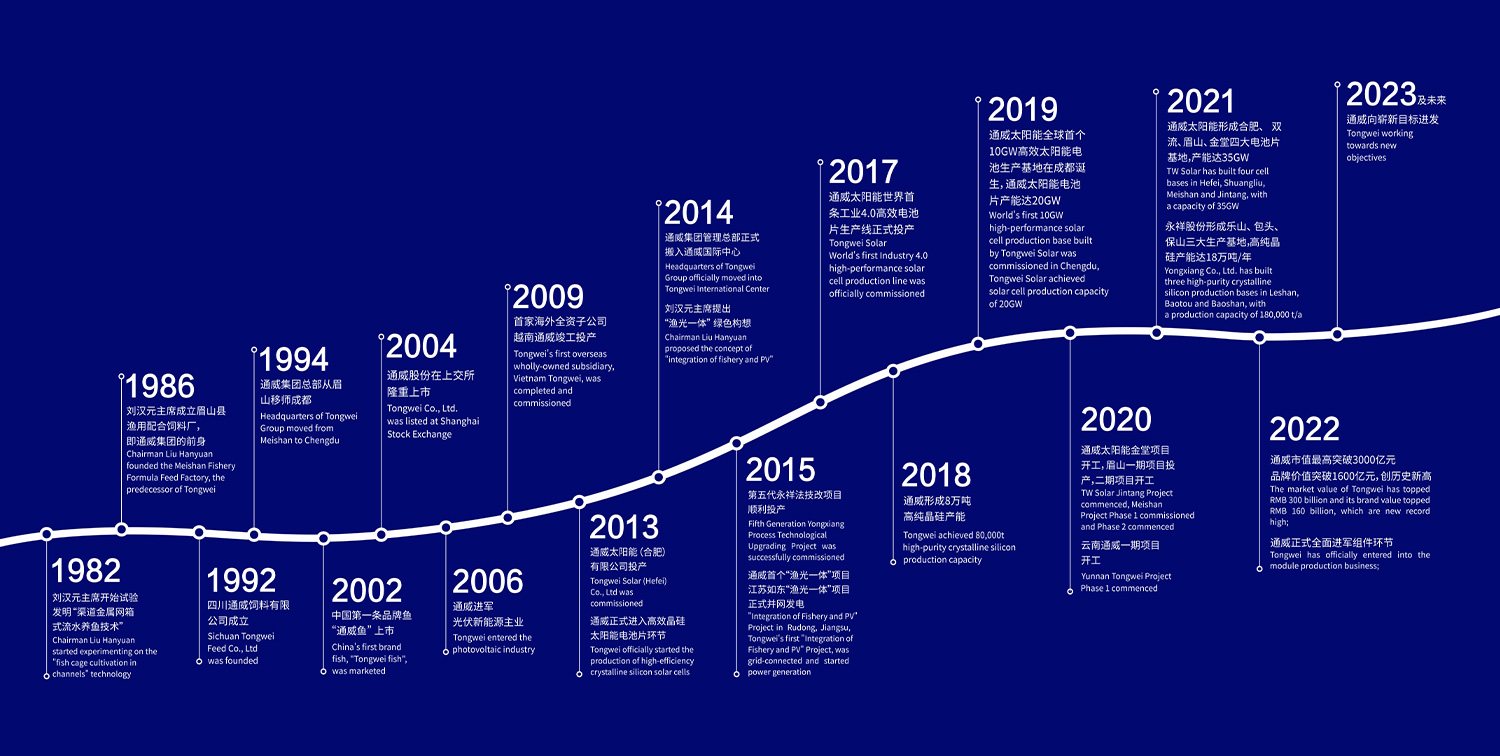 1982
刘汉元主席开始试验
发明“渠道金属网箱
式流水养鱼技术”
Chairman Liu Hanyuan
started experimenting on the
"fish cage cultivation in
channels" technology
1986
刘汉元主席成立眉山县
渔用配合饲料厂,
即通威集团的前身
Chairman Liu Hanyuan
founded the Meishan Fishery
Formula Feed Factory, the
predecessor of Tongwei
1992
四川通威饲料有限
公司成立
Sichuan Tongwei
Feed Co., Ltd
was founded
1994
通威集团总部从眉
山移师成都
Headquarters of Tongwei
Group moved from
Meishan to Chengdu
2002
中国第一条品牌鱼
“通威鱼” 上市
China's first brand
fish, "Tongwei fish",
was marketed
2004
通威股份在上交所
隆重上市
Tongwei Co., Ltd.
was listed at Shanghai
Stock Exchange
2006
通威进军
光伏新能源主业
Tongwei entered the
photovoltaic industry
2009
首家海外全资子公司
越南通威竣工投产
Tongwei's first overseas
wholly-owned subsidiary,
Vietnam Tongwei, was
completed and
commissioned
2013
通威太阳能 (合肥)
有限公司投产
Tongwei Solar (Hefei)
Co., Ltd was
commissioned
通威正式进入高效晶硅
太阳能电池片环节
Tongwei officially started the
production of high-efficiency
crystalline silicon solar cells
2014
通威集团管理总部正式
搬入通威国际中心
Headquarters of Tongwei
Group officially moved into
Tongwei International Center
刘汉元主席提出
“渔光一体” 绿色构想
Chairman Liu Hanyuan
proposed the concept of
"integration of fishery and PV"
2015
第五代永祥法技改项目
顺利投产
Fifth Generation Yongxiang
Process Technological
Upgrading Project was
successfully commissioned
通威首个“渔光一体”项目
江苏如东“渔光一体”项目
正式并网发电
"Integration of Fishery and PV"
Project in Rudong, Jiangsu,
Tongwei's first "Integration of
Fishery and PV" Project, was
grid-connected and started
power generation
2017
通威太阳能世界首
条工业4.0高效电池
片生产线正式投产
Tongwei Solar
World's first Industry 4.0
high-performance solar
cell production line was
officially commissioned
2018
通威形成8万吨
高纯晶硅产能
Tongwei achieved 80,000t
high-purity crystalline silicon
production capacity
2019
通威太阳能全球首个
10GW高效太阳能电
池生产基地在成都诞
生, 通威太阳能电池
片产能达20GW
World's first 10GW
high-performance solar
cell production base built
by Tongwei Solar was
commissioned in Chengdu,
Tongwei Solar achieved
solar cell production capacity
of 20GW
2020
通威太阳能金堂项目
开工, 眉山一期项目投
产, 二期项目开工
TW Solar Jintang Project
commenced, Meishan
Project Phase 1 commissioned
and Phase 2 commenced
云南通威一期项目
开工
Yunnan Tongwei Project
Phase 1 commenced
2021
通威太阳能形成合肥、 双
流、眉山、金堂四大电池片
基地,产能达35GW
TW Solar has built four cell
bases in Hefei, Shuangliu,
Meishan and Jintang, with
a capacity of 35GW
永祥股份形成乐山、包头、
保山三大生产基地,高纯晶
硅产能达18万吨/年
Yongxiang Co., Ltd. has built
three high-purity crystalline
silicon production bases in Leshan,
Baotou and Baoshan, with
a production capacity of 180,000 t/a
2022
通威市值最高突破3000亿元
品牌价值突破1600亿元, 创历史新高
The market value of Tongwei has topped
RMB 300 billion and its brand value topped
RMB 160 billion, which are new record
high;
通威正式全面进军组件环节
Tongwei has officially entered into the
module production business;
2023及未来
通威向崭新目标进发
Tongwei working
towards new
objectives